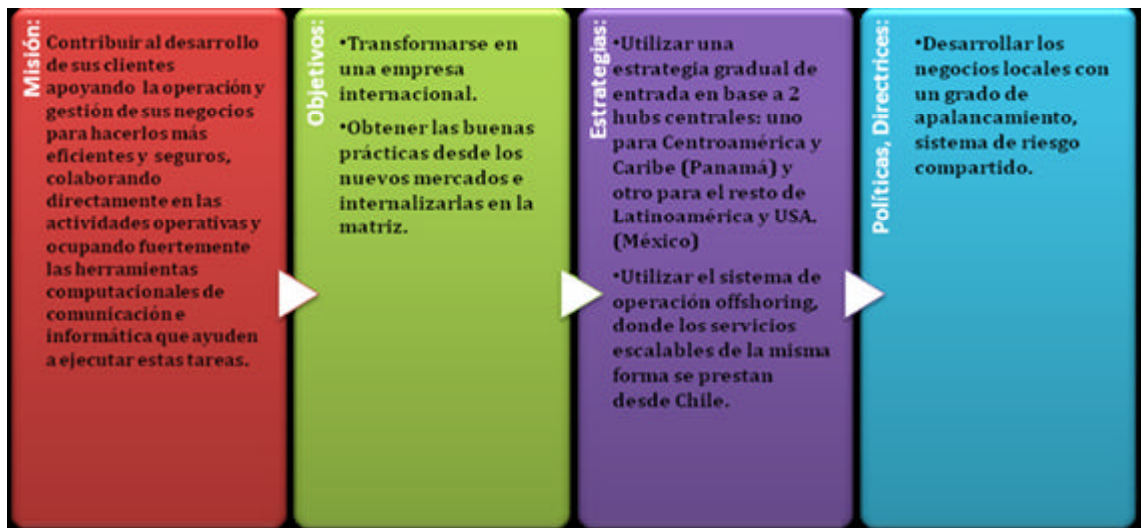 Misión:
Contribuir al desarrollo
de sus clientes
apoyando la operación y
gestión de sus negocios
para hacerlos más
eficientes y seguros,
colaborando
directamente en las
actividades operativas y
ocupando fuertemente
las herramientas
computacionales de
comunicación e
informática que ayuden
a ejecutar estas tareas.
Objetivos:
•Transformarse en
una empresa
internacional.
•Obtener las buenas
prácticas desde los
nuevos mercados e
internalizarlas en la
matriz.
Estrategias:
•Utilizar una
estrategia gradual de
entrada en base a 2
hubs centrales: uno
para Centroamérica y
Caribe (Panamá) y
otro para el resto de
Latinoamérica y USA.
(México)
•Utilizar el sistema de
operación offshoring,
donde los servicios
escalables de la misma
forma se prestan
desde Chile.
Políticas, Directrices:
•Desarrollar los
negocios locales con
un grado de
apalancamiento,
sistema de riesgo
compartido.